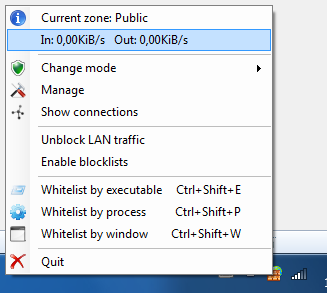 Current zone: Public
In: 0,00KiB/s   Out: 0,00KiB/s
Change mode
Manage
Show connections
Unblock LAN traffic
Enable blocklists
Whitelist by executable   Ctrl+Shift+E
Whitelist by process   Ctrl+Shift+P
Whitelist by window   Ctrl+Shift+W
Quit